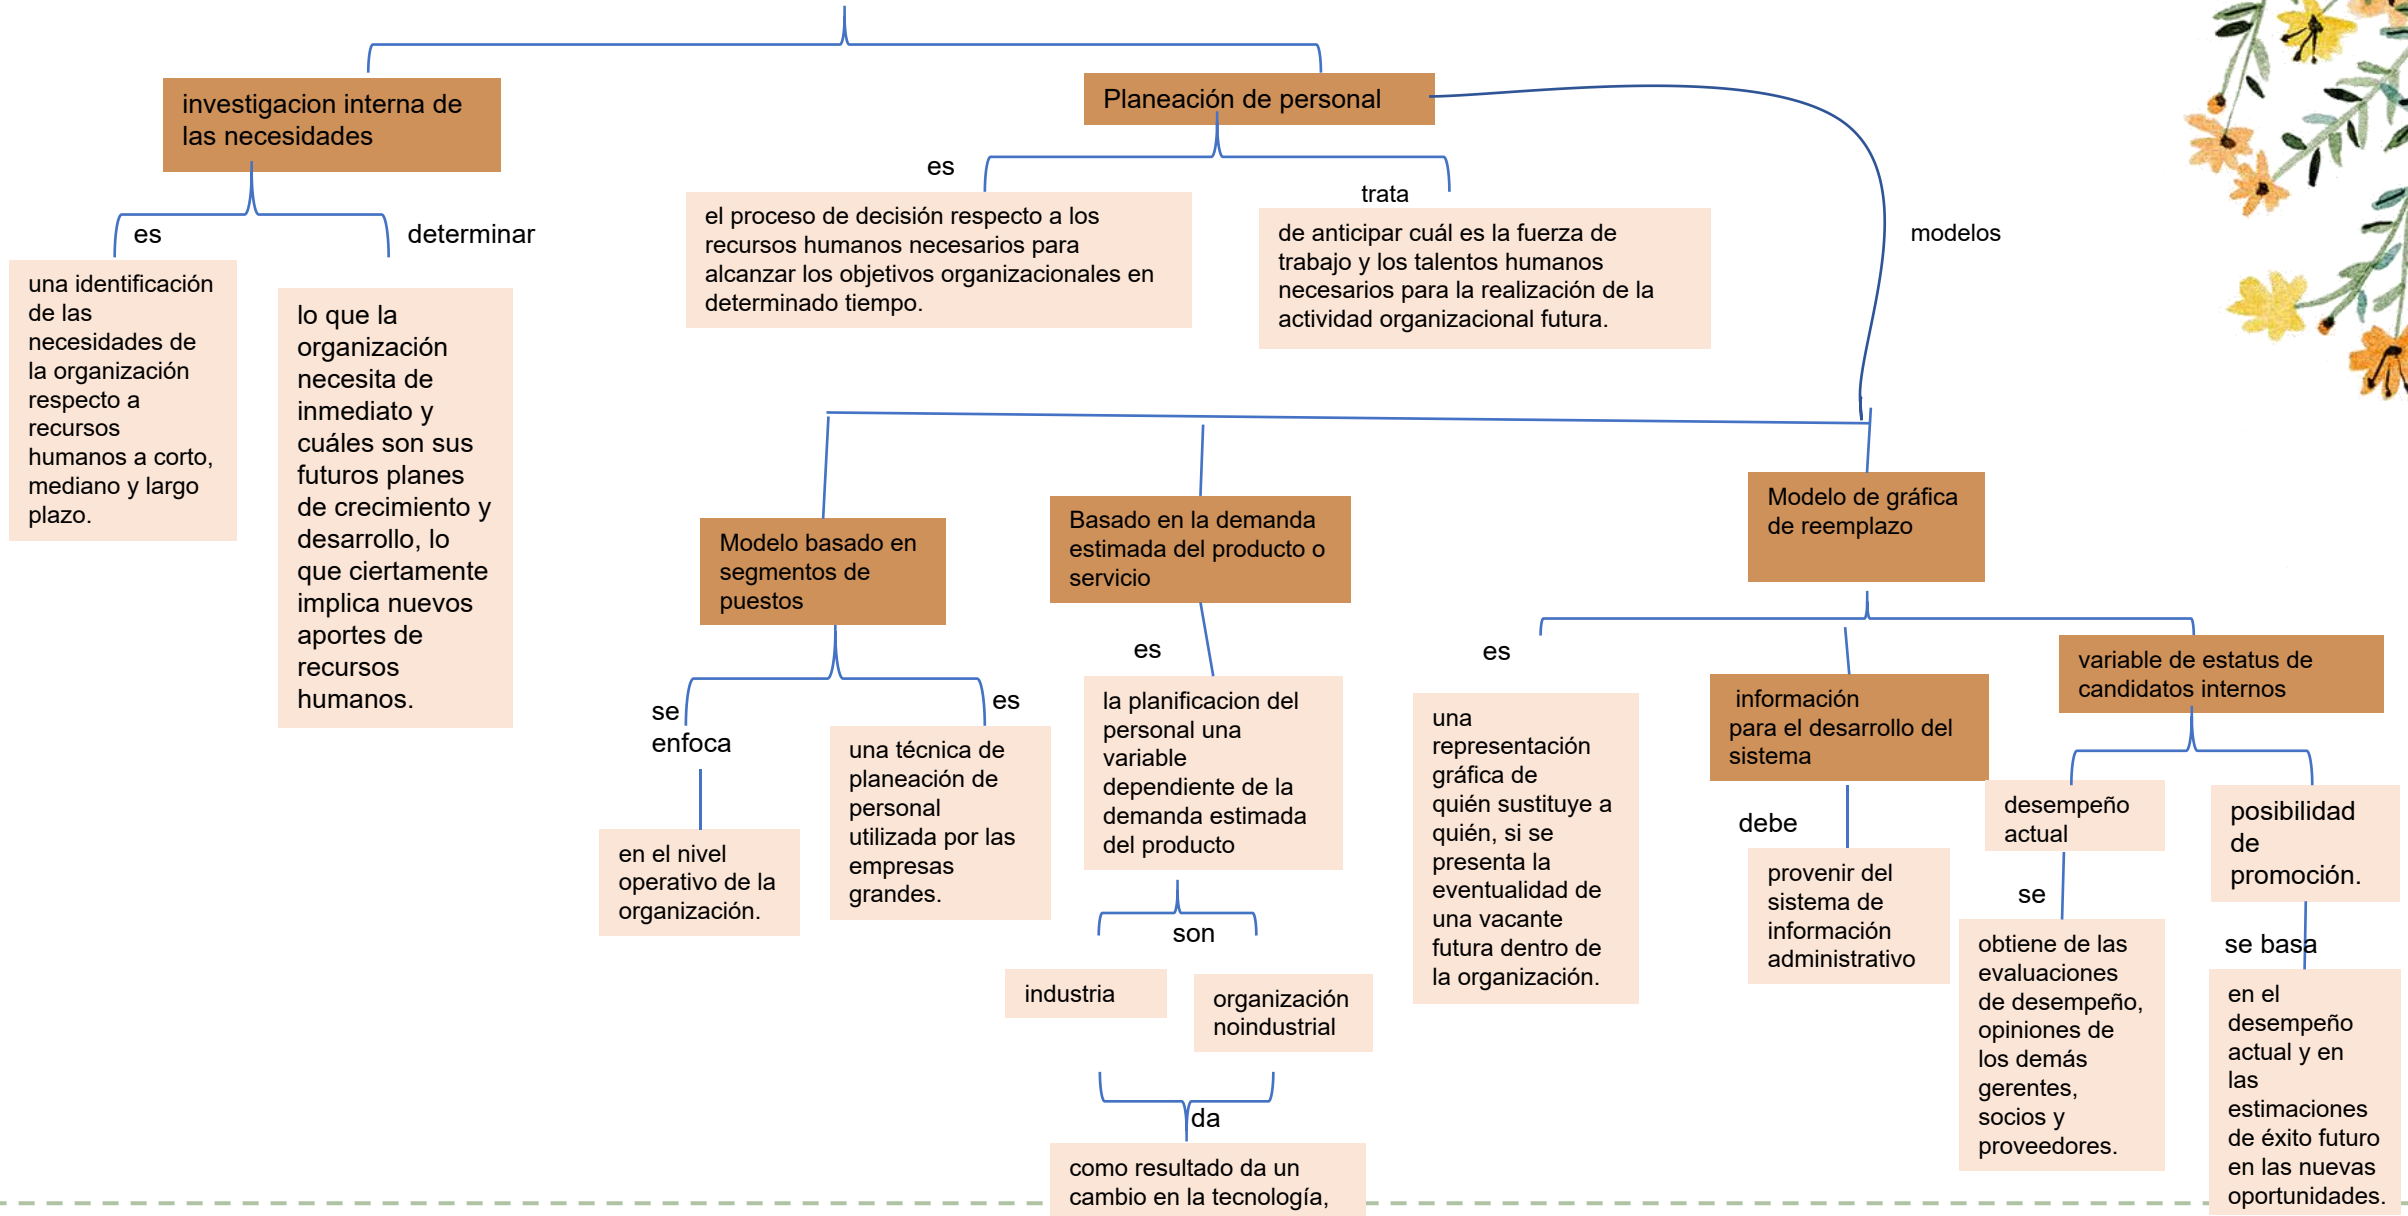 investigacion interna de
las necesidades
es
determinar
una identificación
de las
necesidades de
la organización
respecto a
recursos
humanos a corto,
mediano y largo
plazo.
lo que la
organización
necesita de
inmediato y
cuáles son sus
futuros planes
de crecimiento y
desarrollo, lo
que ciertamente
implica nuevos
aportes de
recursos
humanos.
Planeación de personal
es
trata
modelos
el proceso de decisión respecto a los
recursos humanos necesarios para
alcanzar los objetivos organizacionales en
determinado tiempo.
de anticipar cuál es la fuerza de
trabajo y los talentos humanos
necesarios para la realización de la
actividad organizacional futura.
Modelo basado en
segmentos de
puestos
se
enfoca
es
en el nivel
operativo de la
organización.
una técnica de
planeación de
personal
utilizada por las
empresas
grandes.
Basado en la demanda
estimada del producto o
servicio
es
la planificacion del
personal una
variable
dependiente de la
demanda estimada
del producto
son
industria
organización
noindustrial
da
como resultado da un
cambio en la tecnología,
Modelo de gráfica
de reemplazo
es
una
representación
gráfica de
quién sustituye a
quién, si se
presenta la
eventualidad de
una vacante
futura dentro de
la organización.
información
para el desarrollo del
sistema
debe
provenir del
sistema de
información
administrativo
variable de estatus de
candidatos internos
desempeño
actual
se
obtiene de las
evaluaciones
de desempeño,
opiniones de
los demás
gerentes,
socios y
proveedores.
posibilidad
de
promoción.
se basa
en el
desempeño
actual y en
las
estimaciones
de éxito futuro
en las nuevas
oportunidades.